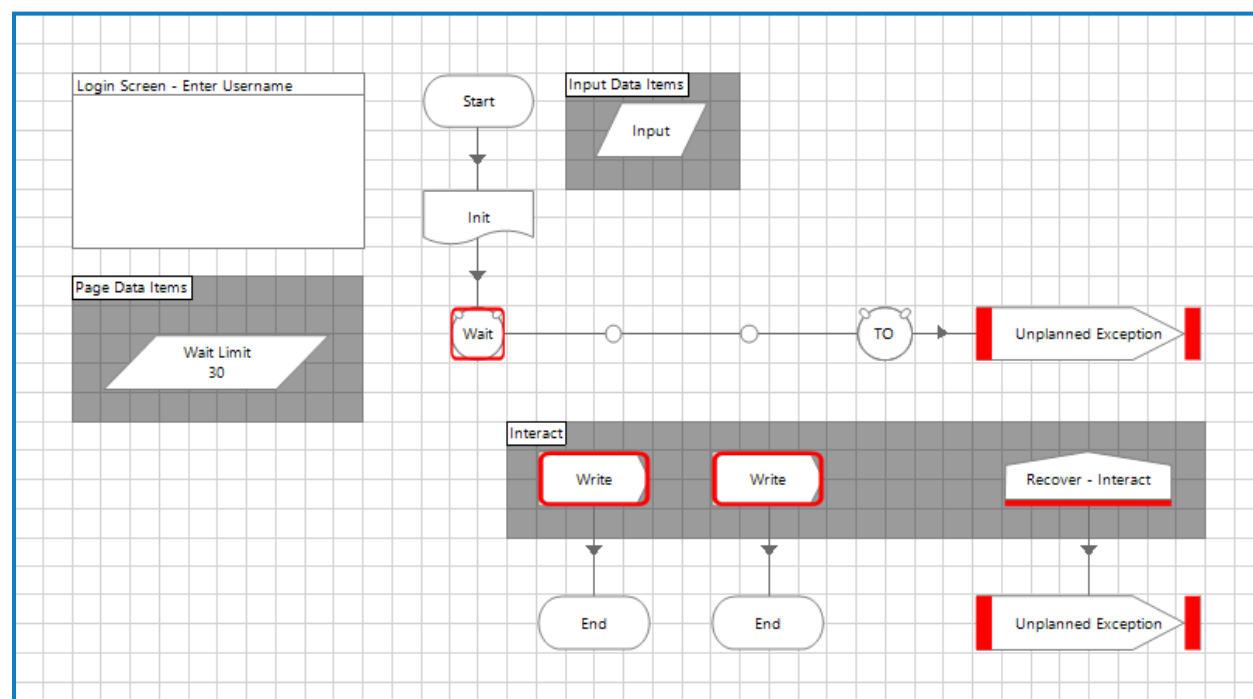 Login Screen - Enter Username
Start
Input Data Items
Input
Init
Page Data Items
Wait Limit
30
Wait
TO
Unplanned Exception
Interact
Write
Write
Recover - Interact
End
End
Unplanned Exception